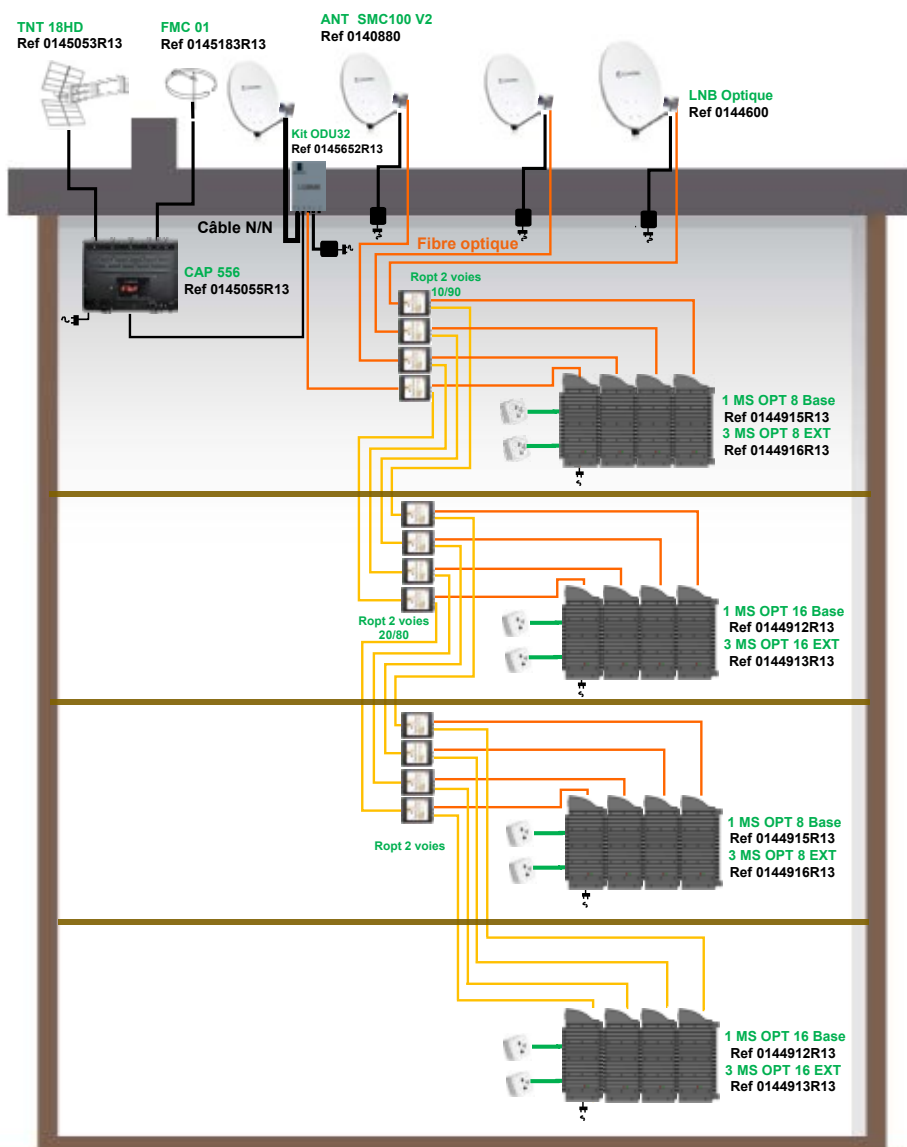 TNT 18HD
Ref 0145053R13
FMC 01
Ref 0145183R13
ANT SMC100 V2
Ref 0140880
LNB Optique
Ref 0144600
Kit ODU32
Ref 0145652R13
Câble N/N
Fibre optique
CAP 556
Ref 0145055R13
Ropt 2 voies
10/90
1 MS OPT 8 Base
Ref 0144915R13
3 MS OPT 8 EXT
Ref 0144916R13
Ropt 2 voies
20/80
1 MS OPT 16 Base
Ref 0144912R13
3 MS OPT 16 EXT
Ref 0144913R13
Ropt 2 voies
1 MS OPT 8 Base
Ref 0144915R13
3 MS OPT 8 EXT
Ref 0144916R13
1 MS OPT 16 Base
Ref 0144912R13
3 MS OPT 16 EXT
Ref 0144913R13